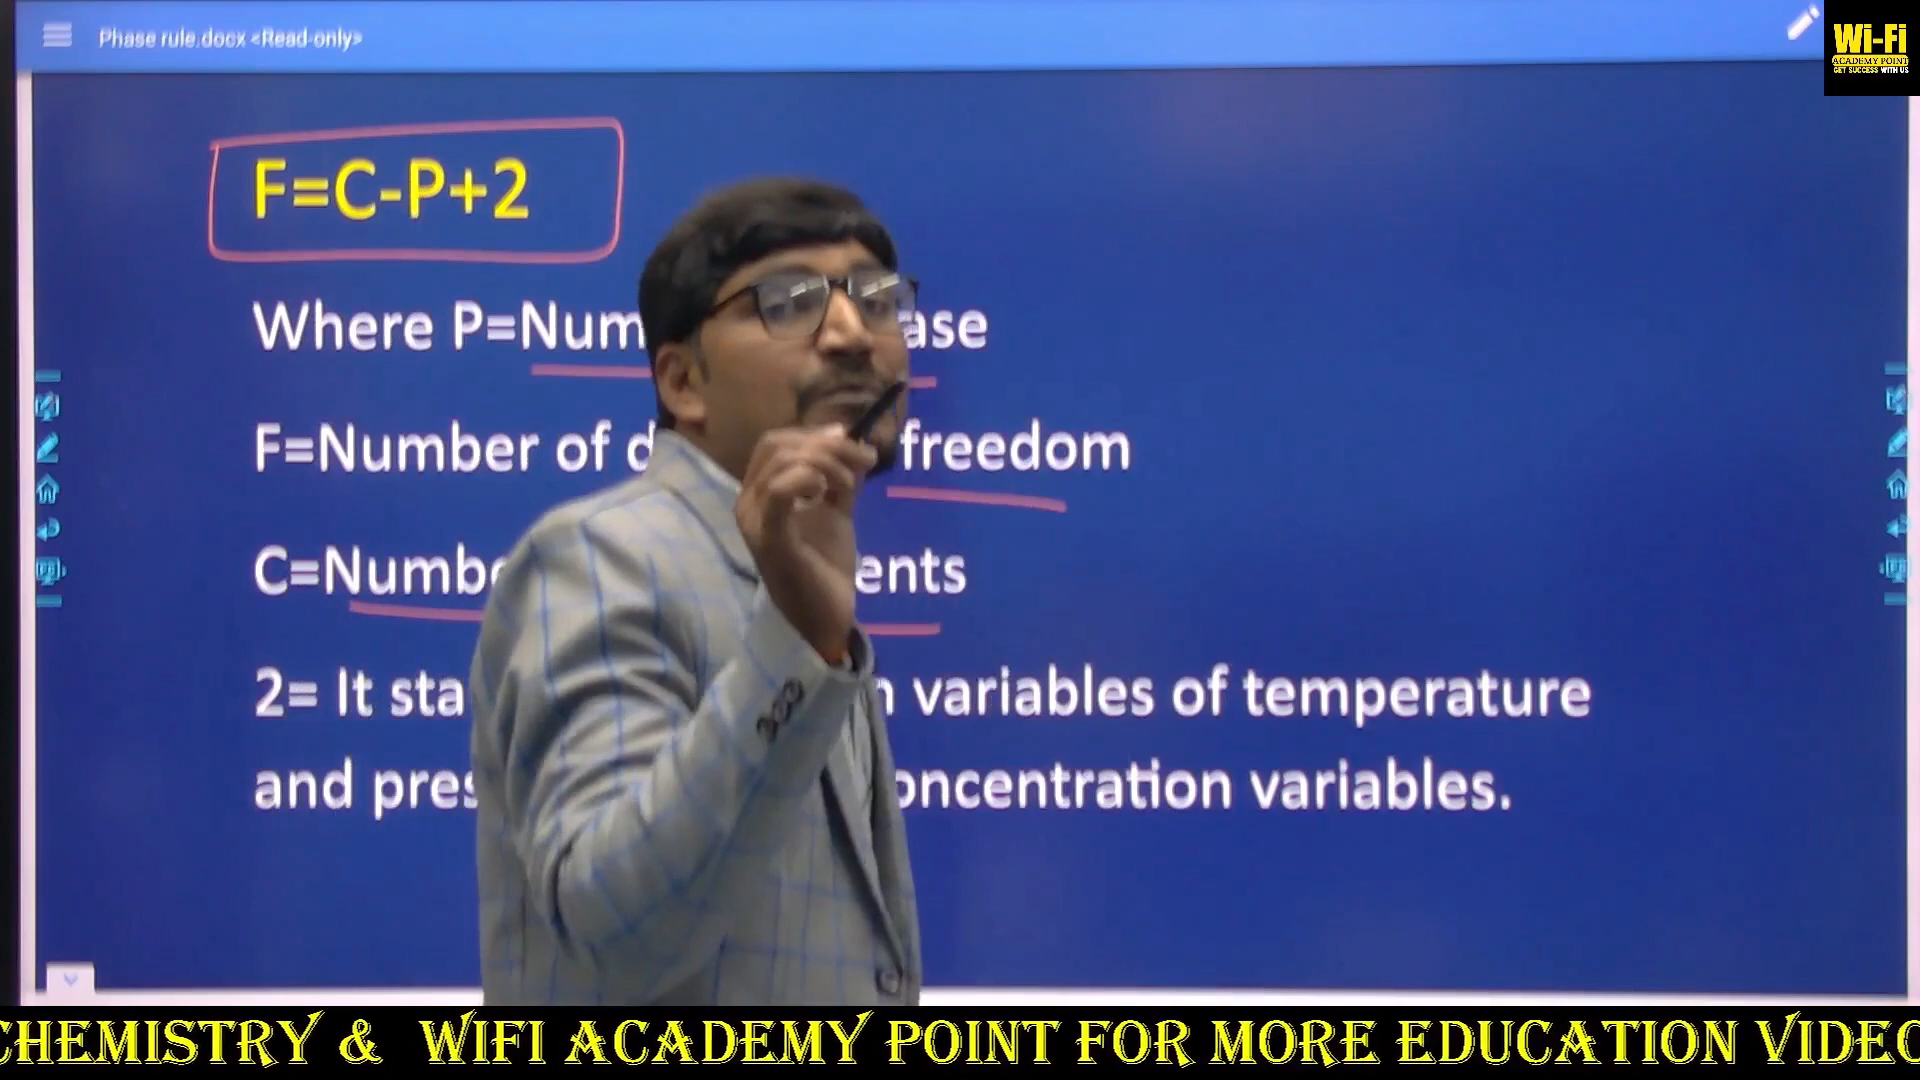 Phase rule.docx <Read-only>
Wi-Fi
ACADEMY POINT
GET SUCCESS WITH US
F=C-P+2
Where P=Num ase
F=Number of d freedom
C=Numbe ents
2= It sta n variables of temperature
and pres oncentration variables.
CHEMISTRY & WIFI ACADEMY POINT FOR MORE EDUCATION VIDEO